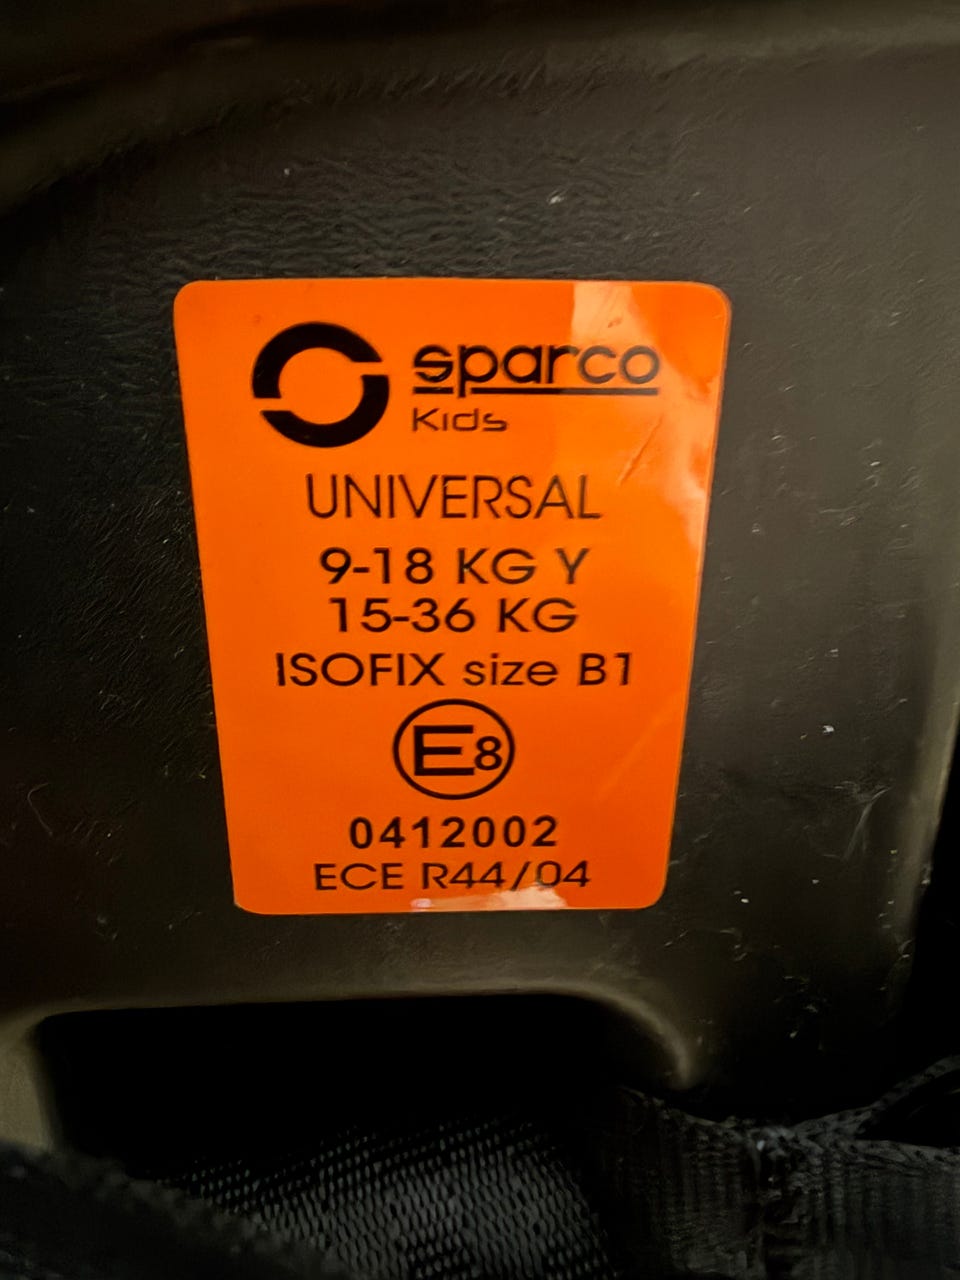 sparco
Kids
UNIVERSAL
9-18 KG Y
15-36 KG
ISOFIX size B1
E8
0412002
ECE R44/04